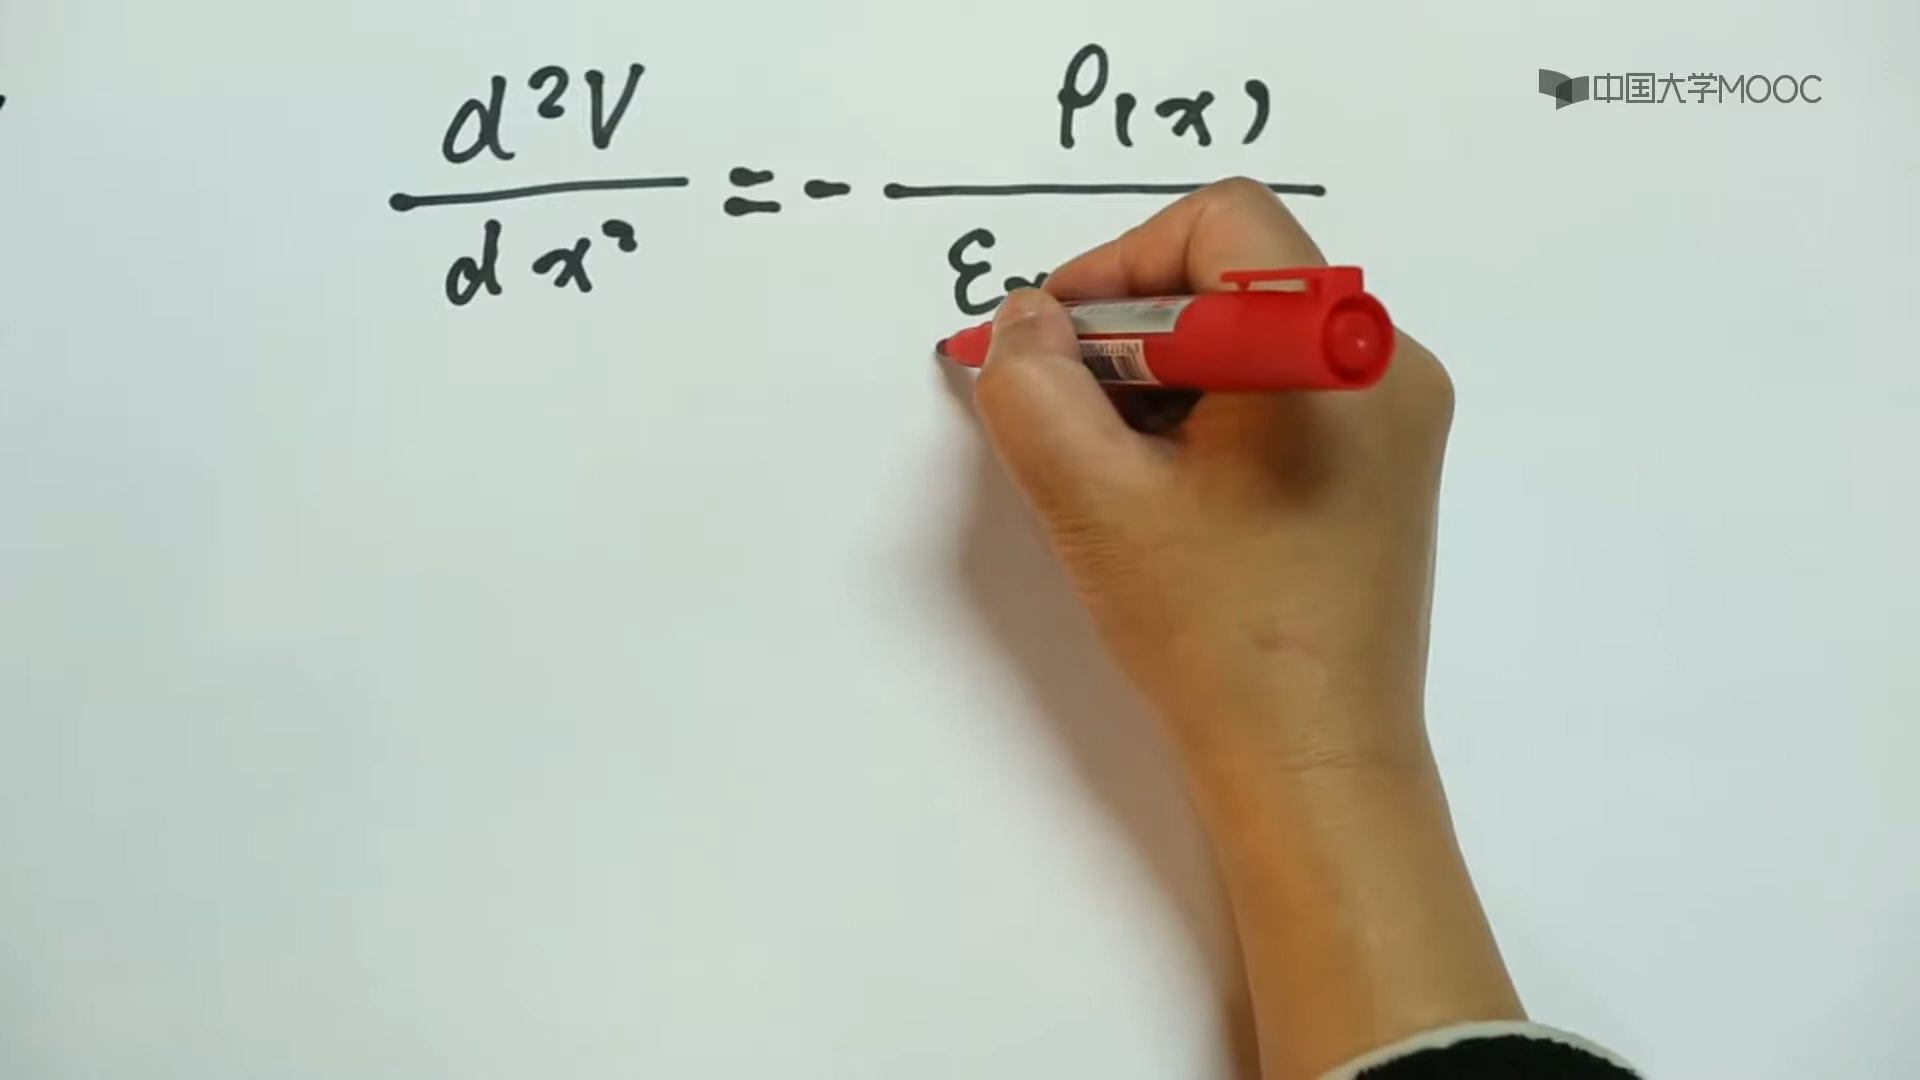 中国大学MOOC
d²V
ρ(x)
= -
dx²
ε